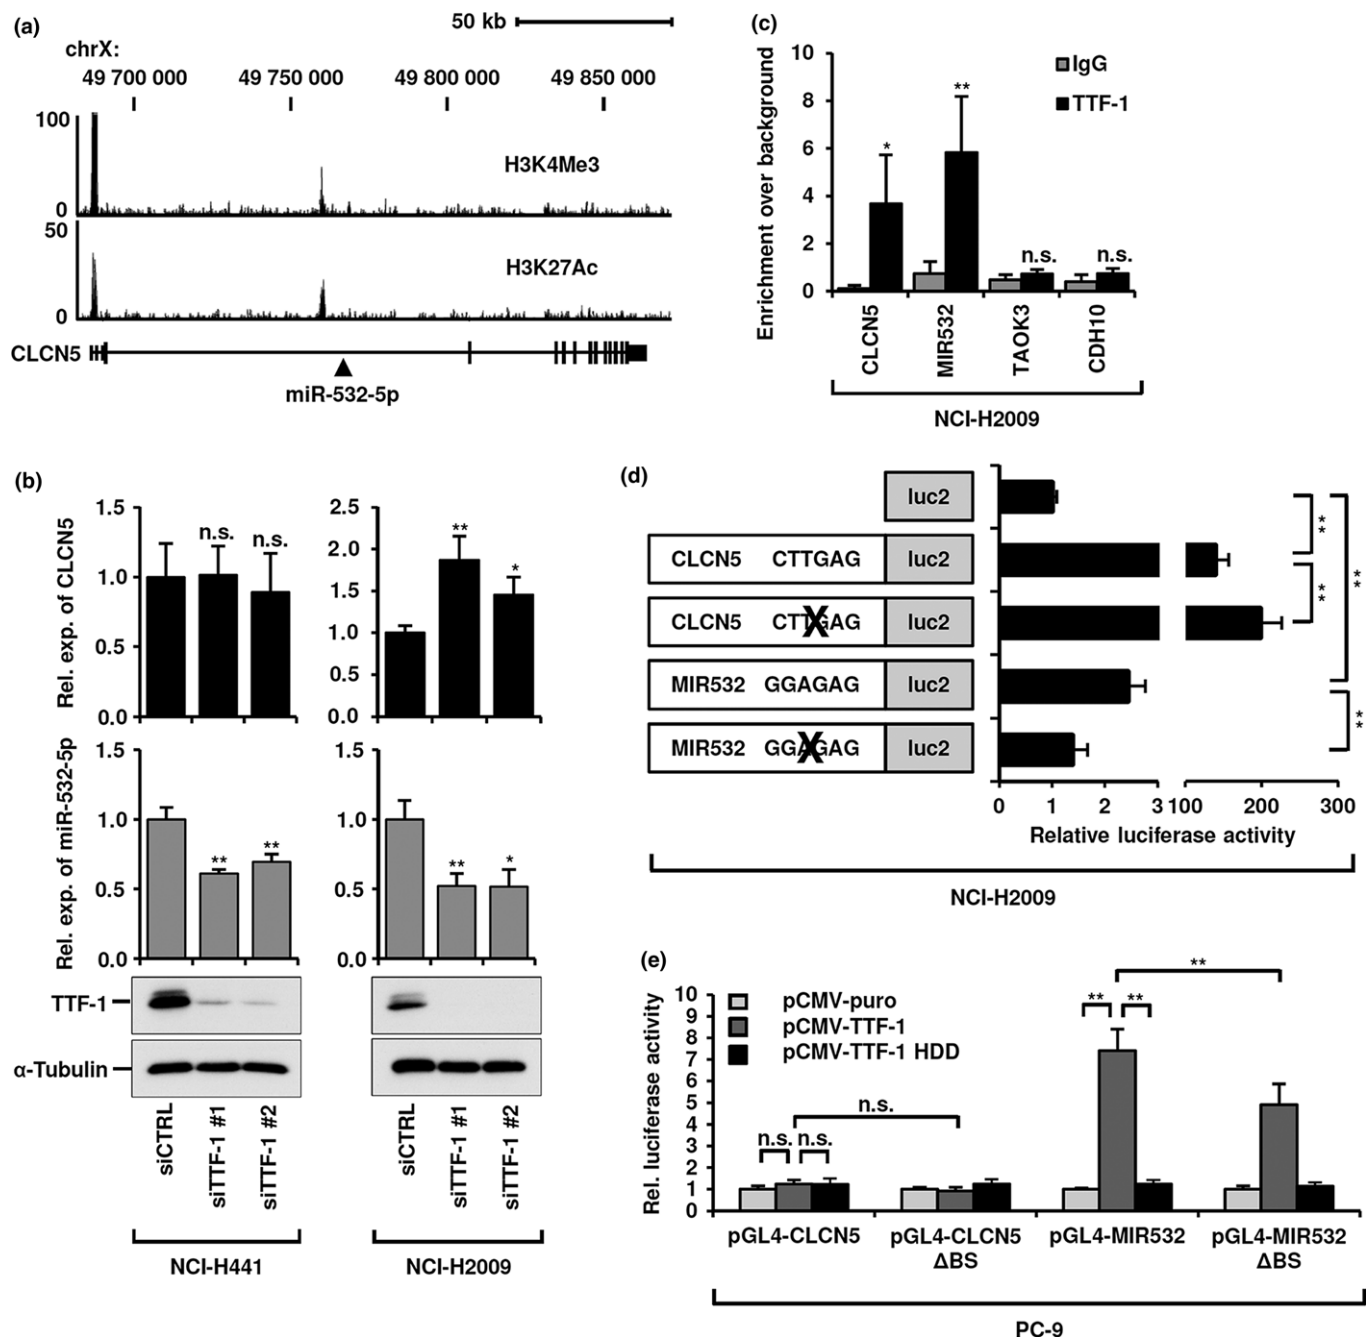 (a)
50 kb
chrX:
49 700 000 49 750 000 49 800 000 49 850 000
100
H3K4Me3
0
50
H3K27Ac
0
CLCN5
miR-532-5p
(c)
Enrichment over background
10
8
6
4
2
0
IgG
TTF-1
*
**
n.s.
n.s.
CLCN5
MIR532
TAOK3
CDH10
NCI-H2009
(b)
Rel. exp. of CLCN5
1.5
1.0
0.5
0.0
n.s.
n.s.
2.5
2.0
1.5
1.0
0.5
0.0
**
*
Rel. exp. of miR-532-5p
1.5
1.0
0.5
0.0
**
**
1.5
1.0
0.5
0.0
**
*
TTF-1
α-Tubulin
siCTRL
siTTF-1 #1
siTTF-1 #2
siCTRL
siTTF-1 #1
siTTF-1 #2
NCI-H441
NCI-H2009
(d)
luc2
CLCN5 CTTGAG luc2
CLCN5 CTTGAG luc2
X
MIR532 GGAGAG luc2
MIR532 GGAGAG luc2
X
**
**
**
**
0 1 2 3 100 200 300
Relative luciferase activity
NCI-H2009
(e)
Rel. luciferase activity
10
9
8
7
6
5
4
3
2
1
0
pCMV-puro
pCMV-TTF-1
pCMV-TTF-1 HDD
n.s.
n.s.
n.s.
**
**
**
pGL4-CLCN5
pGL4-CLCN5
ΔBS
pGL4-MIR532
pGL4-MIR532
ΔBS
PC-9